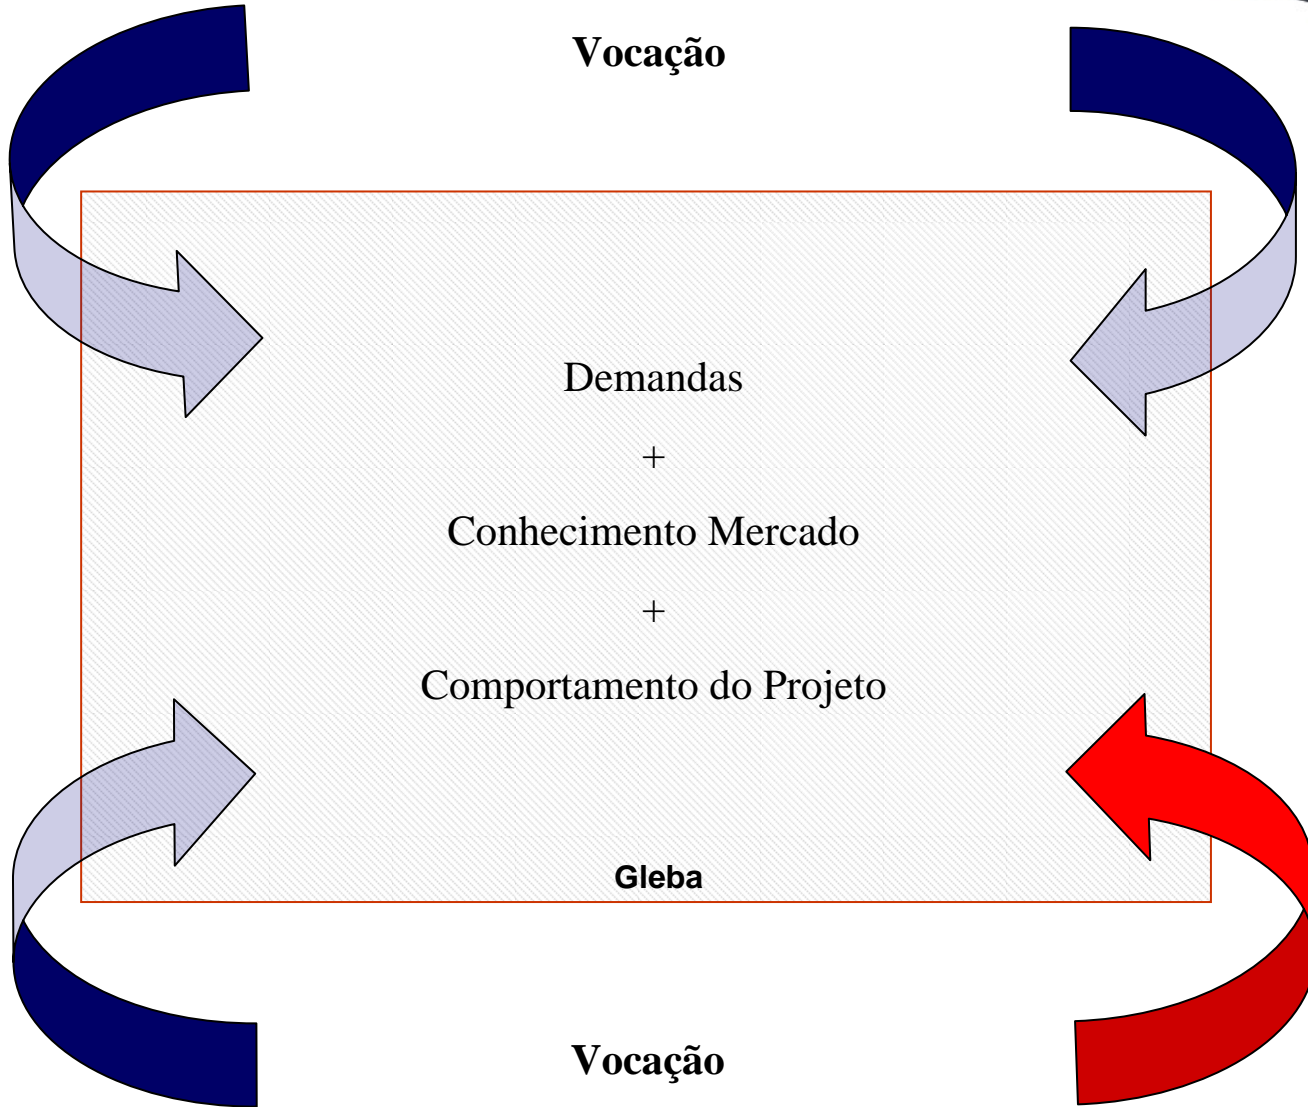 Vocação
Demandas
+
Conhecimento Mercado
+
Comportamento do Projeto
Gleba
Vocação